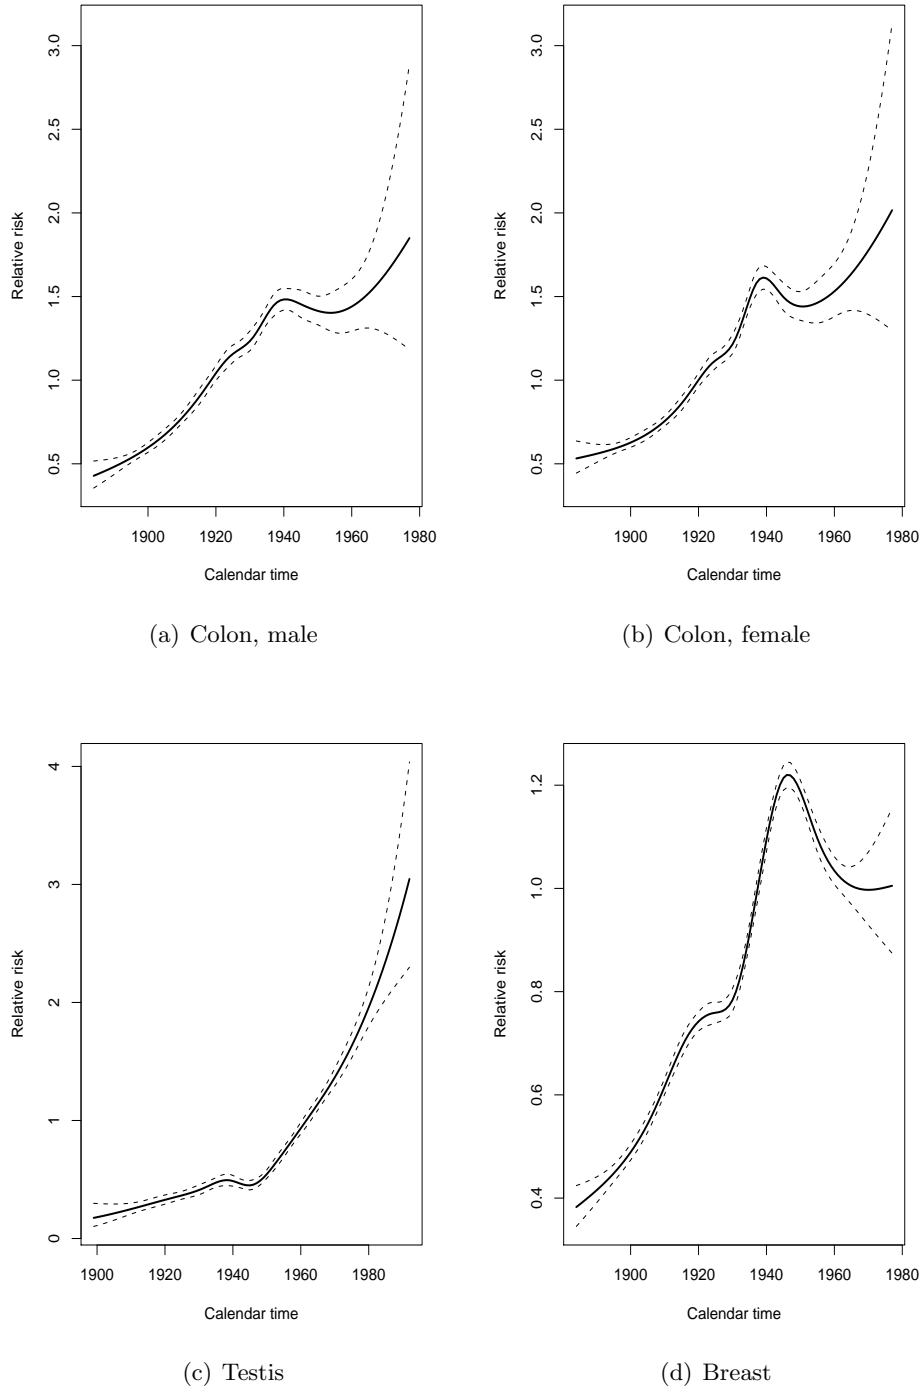 3.0
2.5
2.0
1.5
1.0
0.5
Relative risk
1900 1920 1940 1960 1980
Calendar time
(a) Colon, male
3.0
2.5
2.0
1.5
1.0
0.5
Relative risk
1900 1920 1940 1960 1980
Calendar time
(b) Colon, female
4
3
2
1
0
Relative risk
1900 1920 1940 1960 1980
Calendar time
(c) Testis
1.2
1.0
0.8
0.6
0.4
Relative risk
1900 1920 1940 1960 1980
Calendar time
(d) Breast